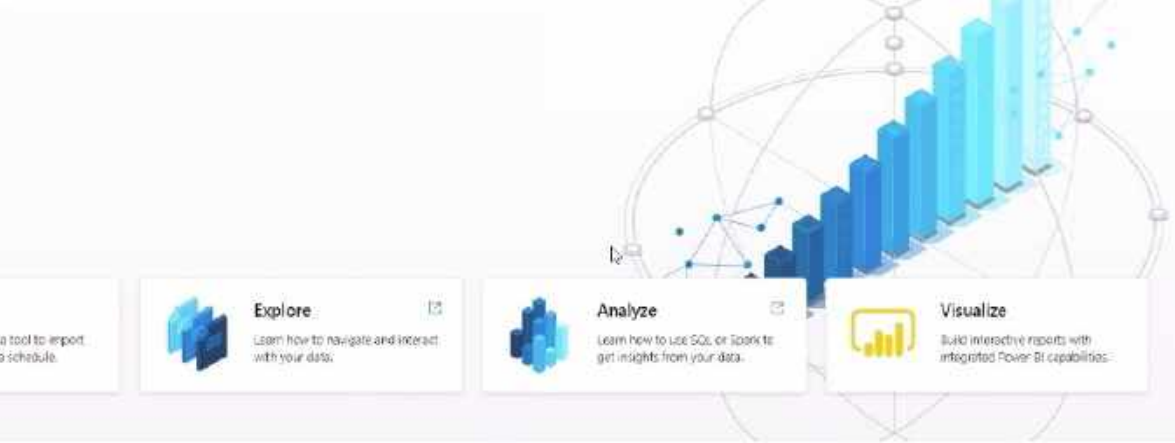 a tool to import
a schedule.
Explore
Learn how to navigate and interact
with your data.
Analyze
Learn how to use SQL or Spark to
get insights from your data.
Visualize
Build interactive reports with
integrated Power BI capabilities.